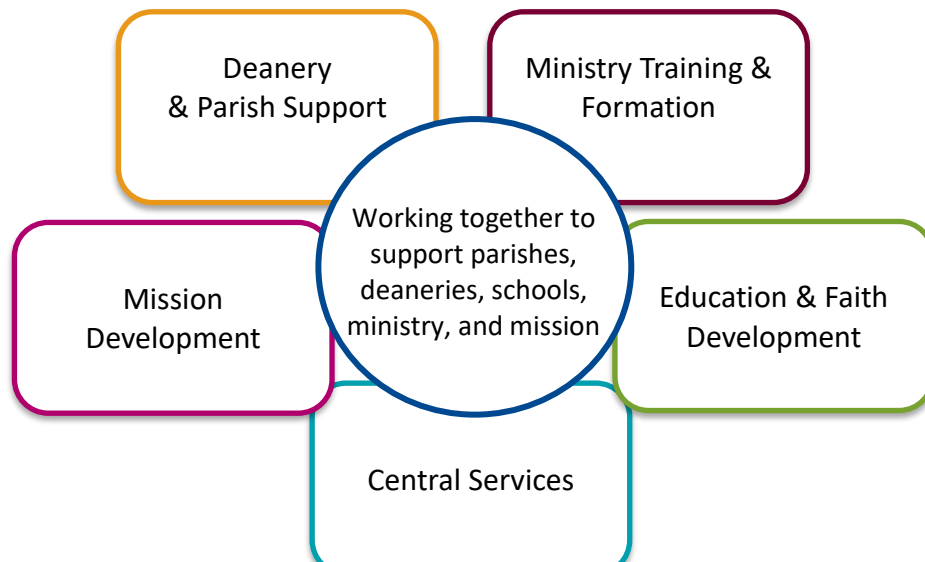 Deanery
& Parish Support
Ministry Training &
Formation
Working together to
support parishes,
deaneries, schools,
ministry, and mission
Mission
Development
Education & Faith
Development
Central Services